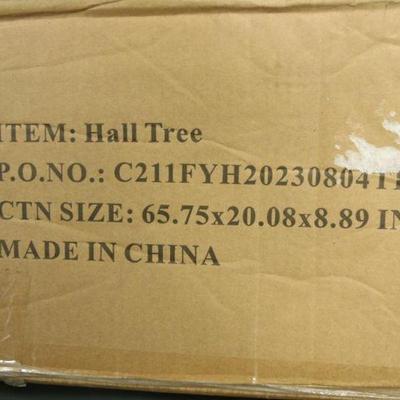 ITEM: Hall Tree
P.O.NO.: C211FYH20230804
CTN SIZE: 65.75x20.08x8.89 IN
MADE IN CHINA